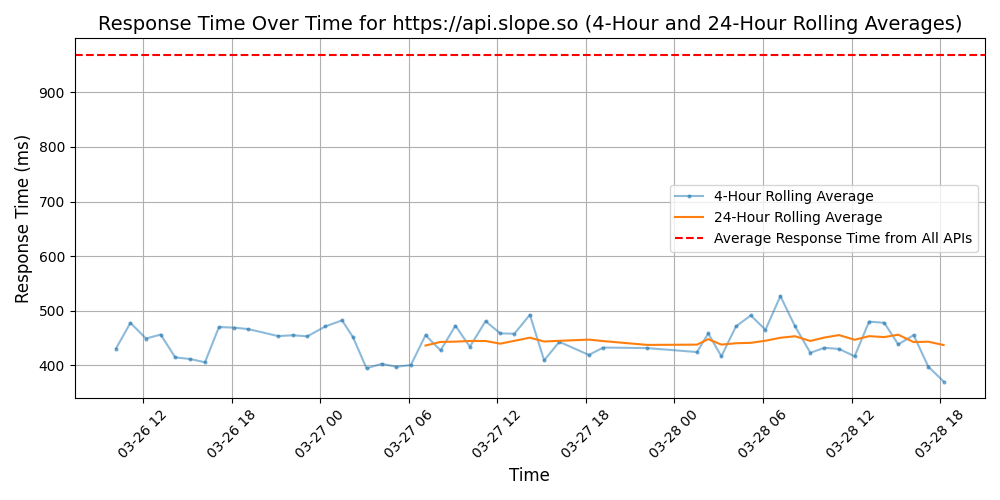 Response Time Over Time for https://api.slope.so (4-Hour and 24-Hour Rolling Averages)
Response Time (ms)
900
800
700
600
500
400
4-Hour Rolling Average
24-Hour Rolling Average
Average Response Time from All APIs
03-26 12
03-26 18
03-27 00
03-27 06
03-27 12
03-27 18
03-28 00
03-28 06
03-28 12
03-28 18
Time